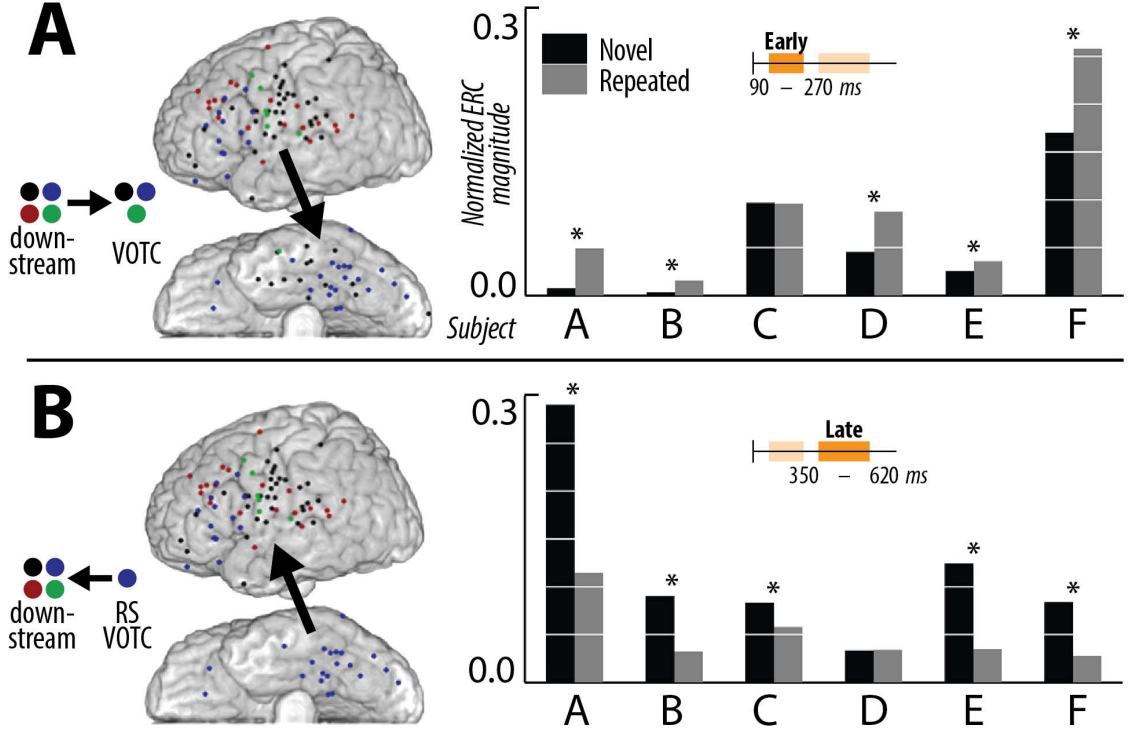 A
down-
stream
VOTC
0.3
Normalized ERC
magnitude
0.0
Novel
Repeated
Early
90 – 270 ms
*
*
*
*
*
Subject
A B C D E F
B
down-
stream
RS
VOTC
0.3
0.0
Late
350 – 620 ms
*
*
*
*
*
A B C D E F